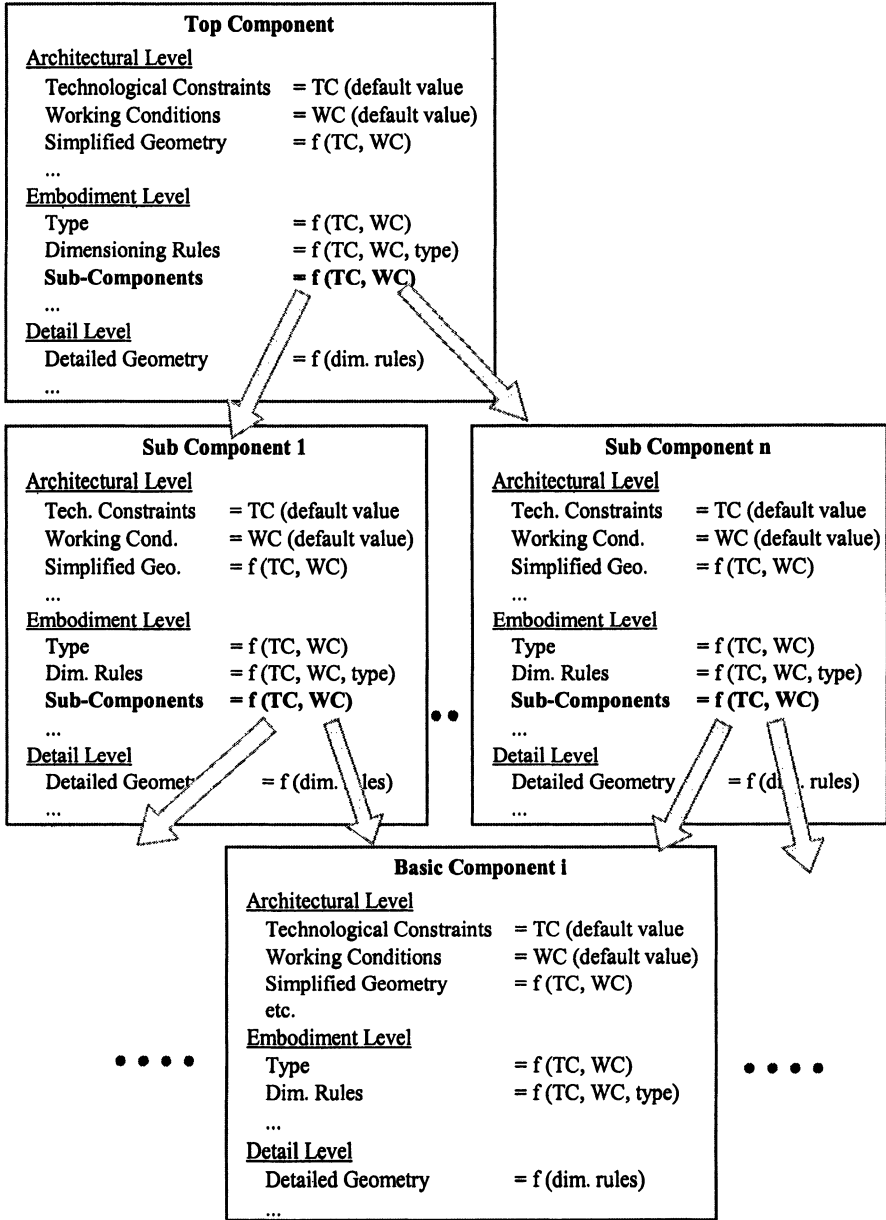 Top Component
Architectural Level
Technological Constraints = TC (default value
Working Conditions = WC (default value)
Simplified Geometry = f (TC, WC)
...
Embodiment Level
Type = f (TC, WC)
Dimensioning Rules = f (TC, WC, type)
Sub-Components = f (TC, WC)
...
Detail Level
Detailed Geometry = f (dim. rules)
...
Sub Component 1
Architectural Level
Tech. Constraints = TC (default value
Working Cond. = WC (default value)
Simplified Geo. = f (TC, WC)
...
Embodiment Level
Type = f (TC, WC)
Dim. Rules = f (TC, WC, type)
Sub-Components = f (TC, WC)
...
Detail Level
Detailed Geometry = f (dim. rules)
...
Sub Component n
Architectural Level
Tech. Constraints = TC (default value
Working Cond. = WC (default value)
Simplified Geo. = f (TC, WC)
...
Embodiment Level
Type = f (TC, WC)
Dim. Rules = f (TC, WC, type)
Sub-Components = f (TC, WC)
...
Detail Level
Detailed Geometry = f (dim. rules)
...
Basic Component i
Architectural Level
Technological Constraints = TC (default value
Working Conditions = WC (default value)
Simplified Geometry = f (TC, WC)
etc.
Embodiment Level
Type = f (TC, WC)
Dim. Rules = f (TC, WC, type)
...
Detail Level
Detailed Geometry = f (dim. rules)
...